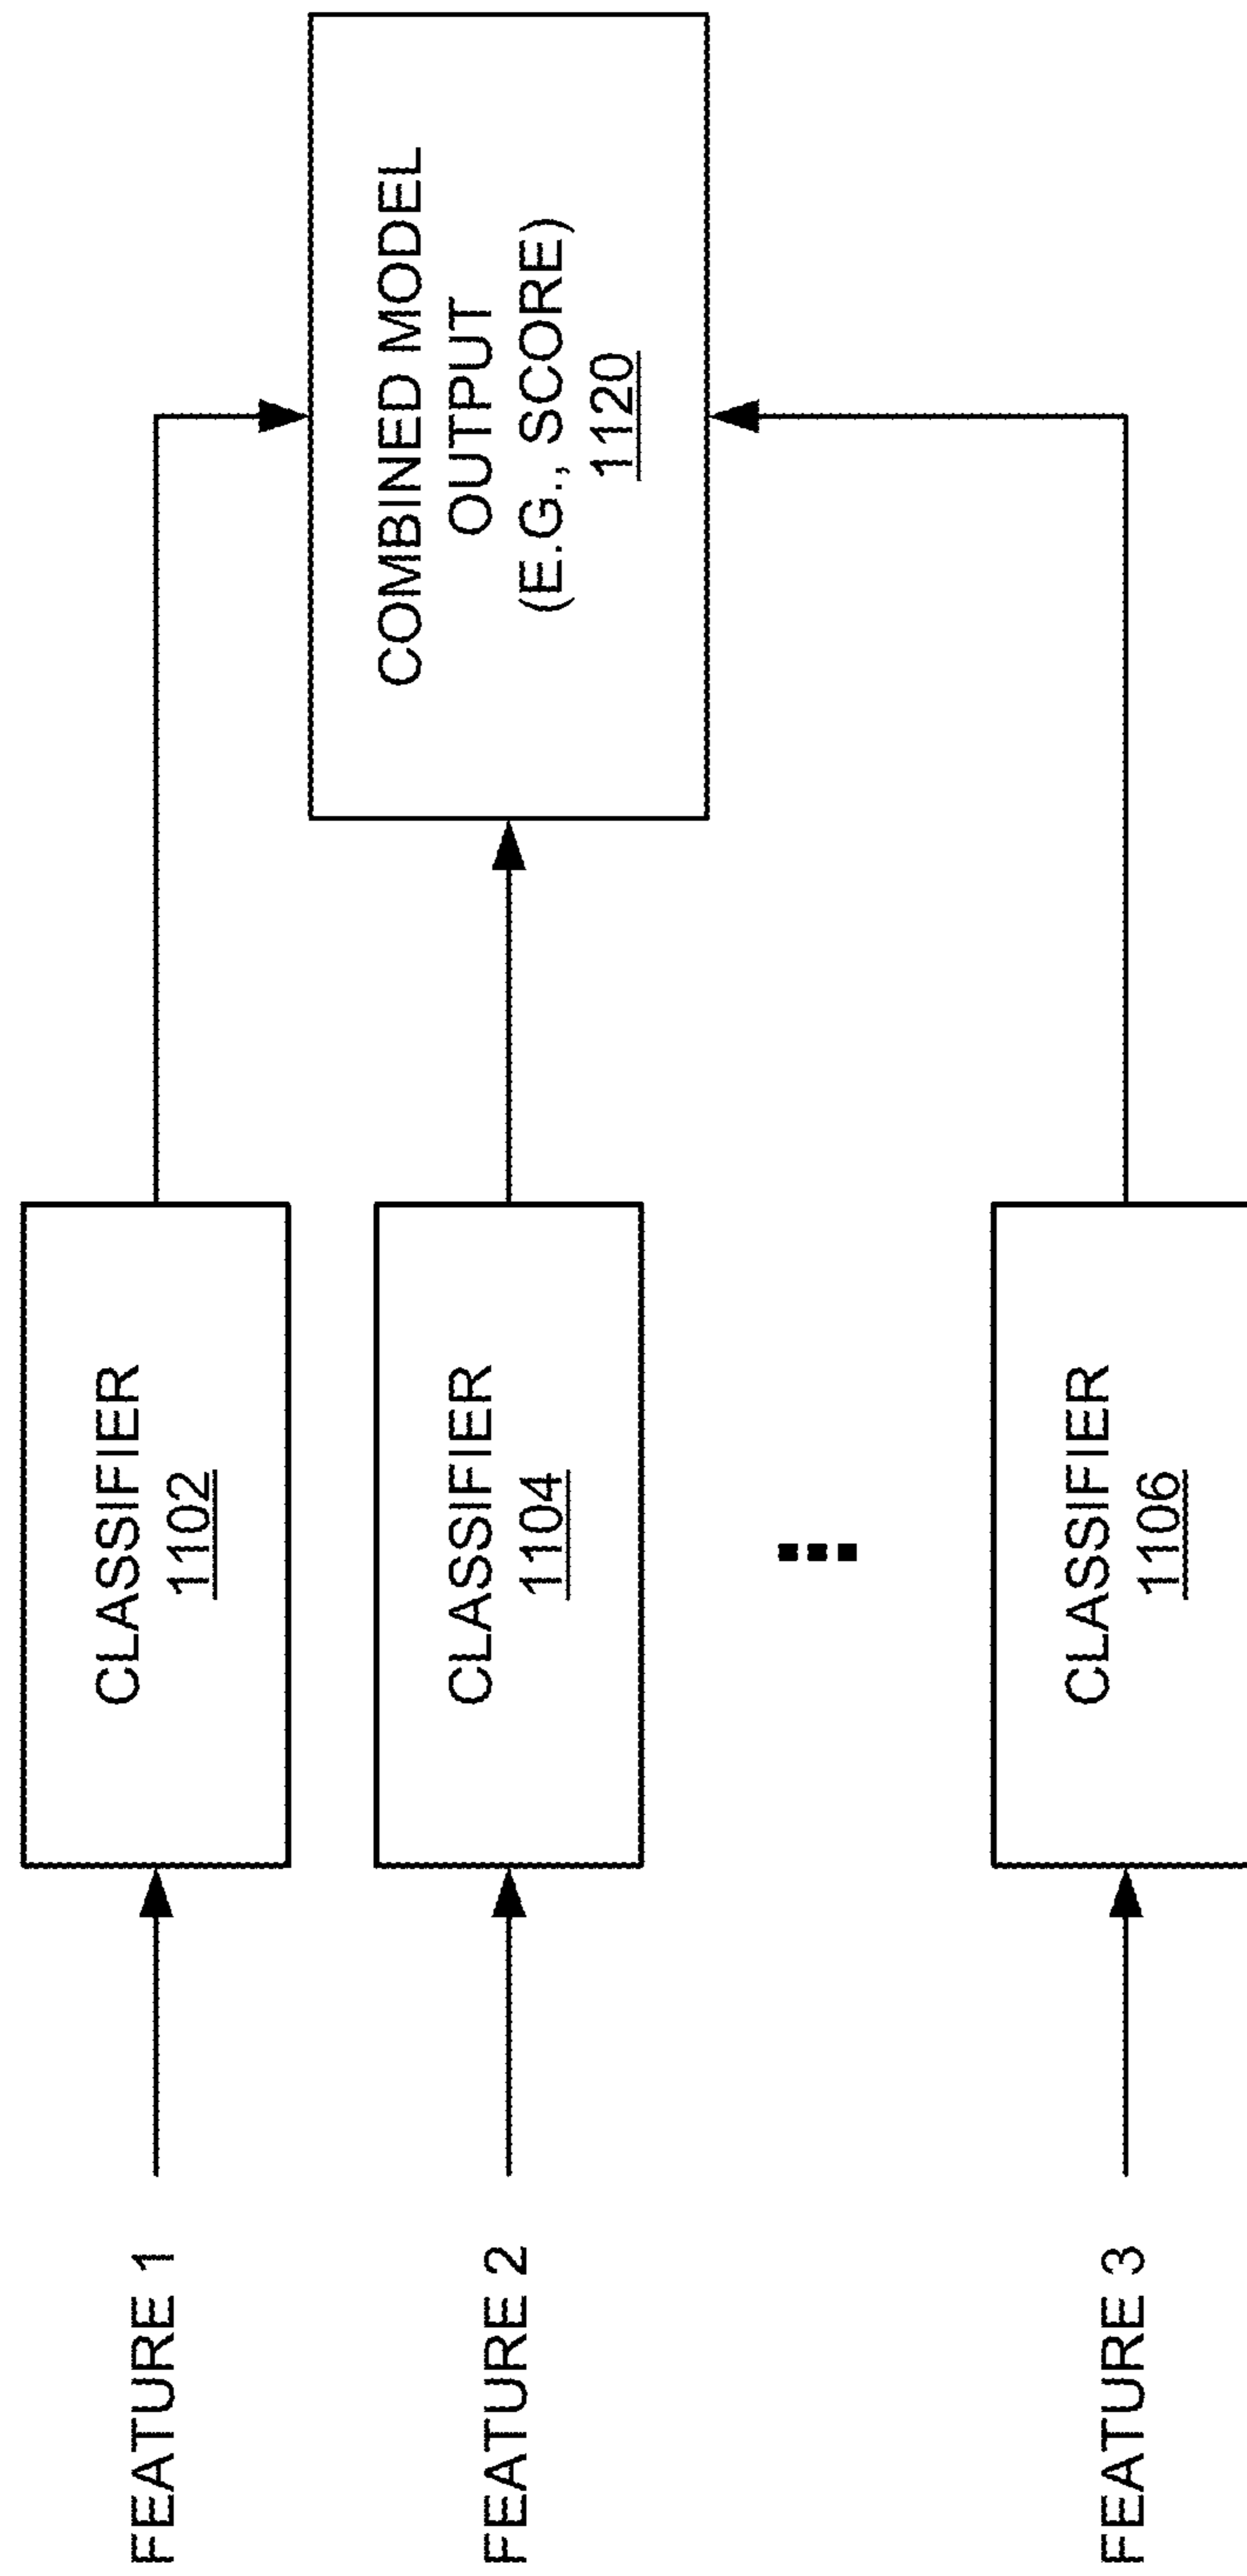 FEATURE 1
CLASSIFIER
1102
FEATURE 2
CLASSIFIER
1104
COMBINED MODEL
OUTPUT
(E.G., SCORE)
1120
FEATURE 3
CLASSIFIER
1106